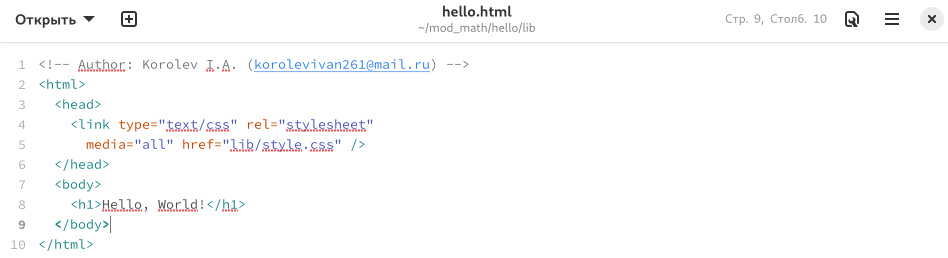 Открыть
hello.html
~/mod_math/hello/lib
Стр. 9, Столб. 10
1 <!-- Author: Korolev I.A. (korolevivan261@mail.ru) -->
2 <html>
3   <head>
4     <link type="text/css" rel="stylesheet"
5       media="all" href="lib/style.css" />
6   </head>
7   <body>
8     <h1>Hello, World!</h1>
9   </body>
10 </html>